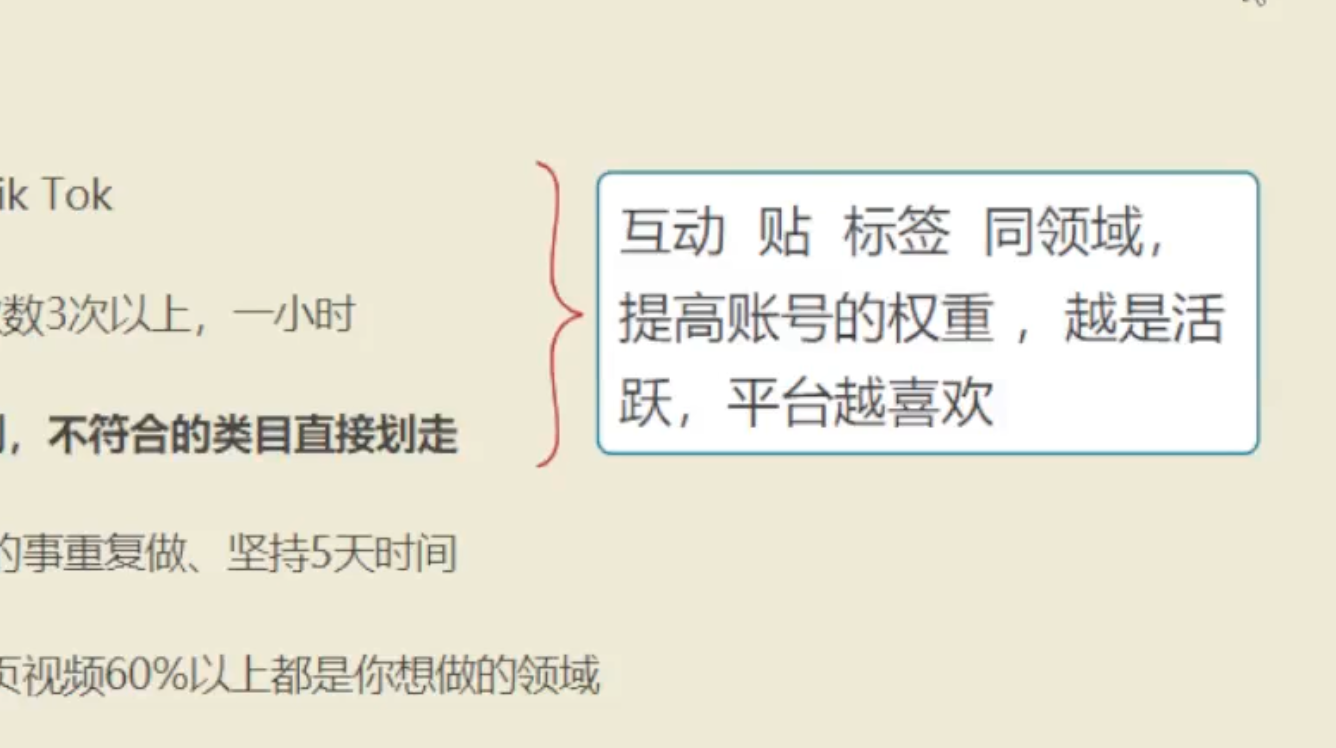 ik Tok
数3次以上，一小时
，不符合的类目直接划走
的事重复做、坚持5天时间
页视频60%以上都是你想做的领域
互动 贴 标签 同领域，
提高账号的权重 ，越是活
跃，平台越喜欢